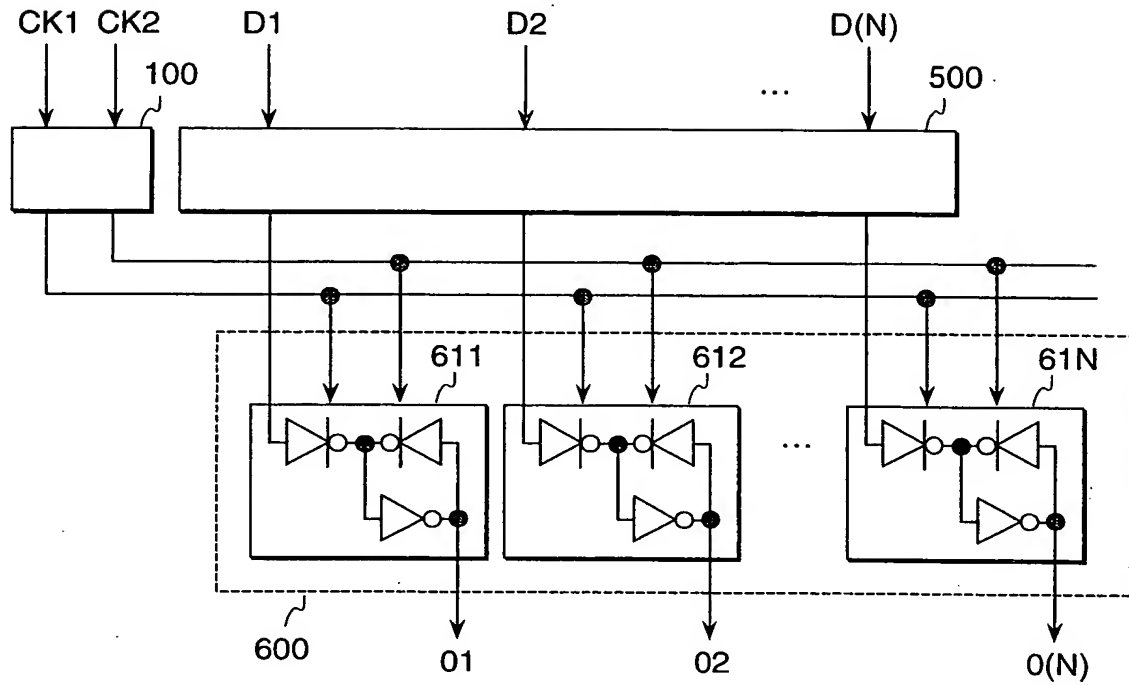 CK1 CK2 D1 D2 D(N)
100 ... 500
611 612 61N
...
600 01 02 0(N)